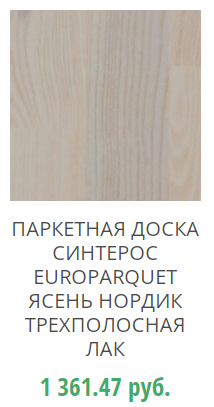 ПАРКЕТНАЯ ДОСКА
СИНТЕРОС
EUROPARQUET
ЯСЕНЬ НОРДИК
ТРЕХПОЛОСНАЯ
ЛАК
1 361.47 руб.